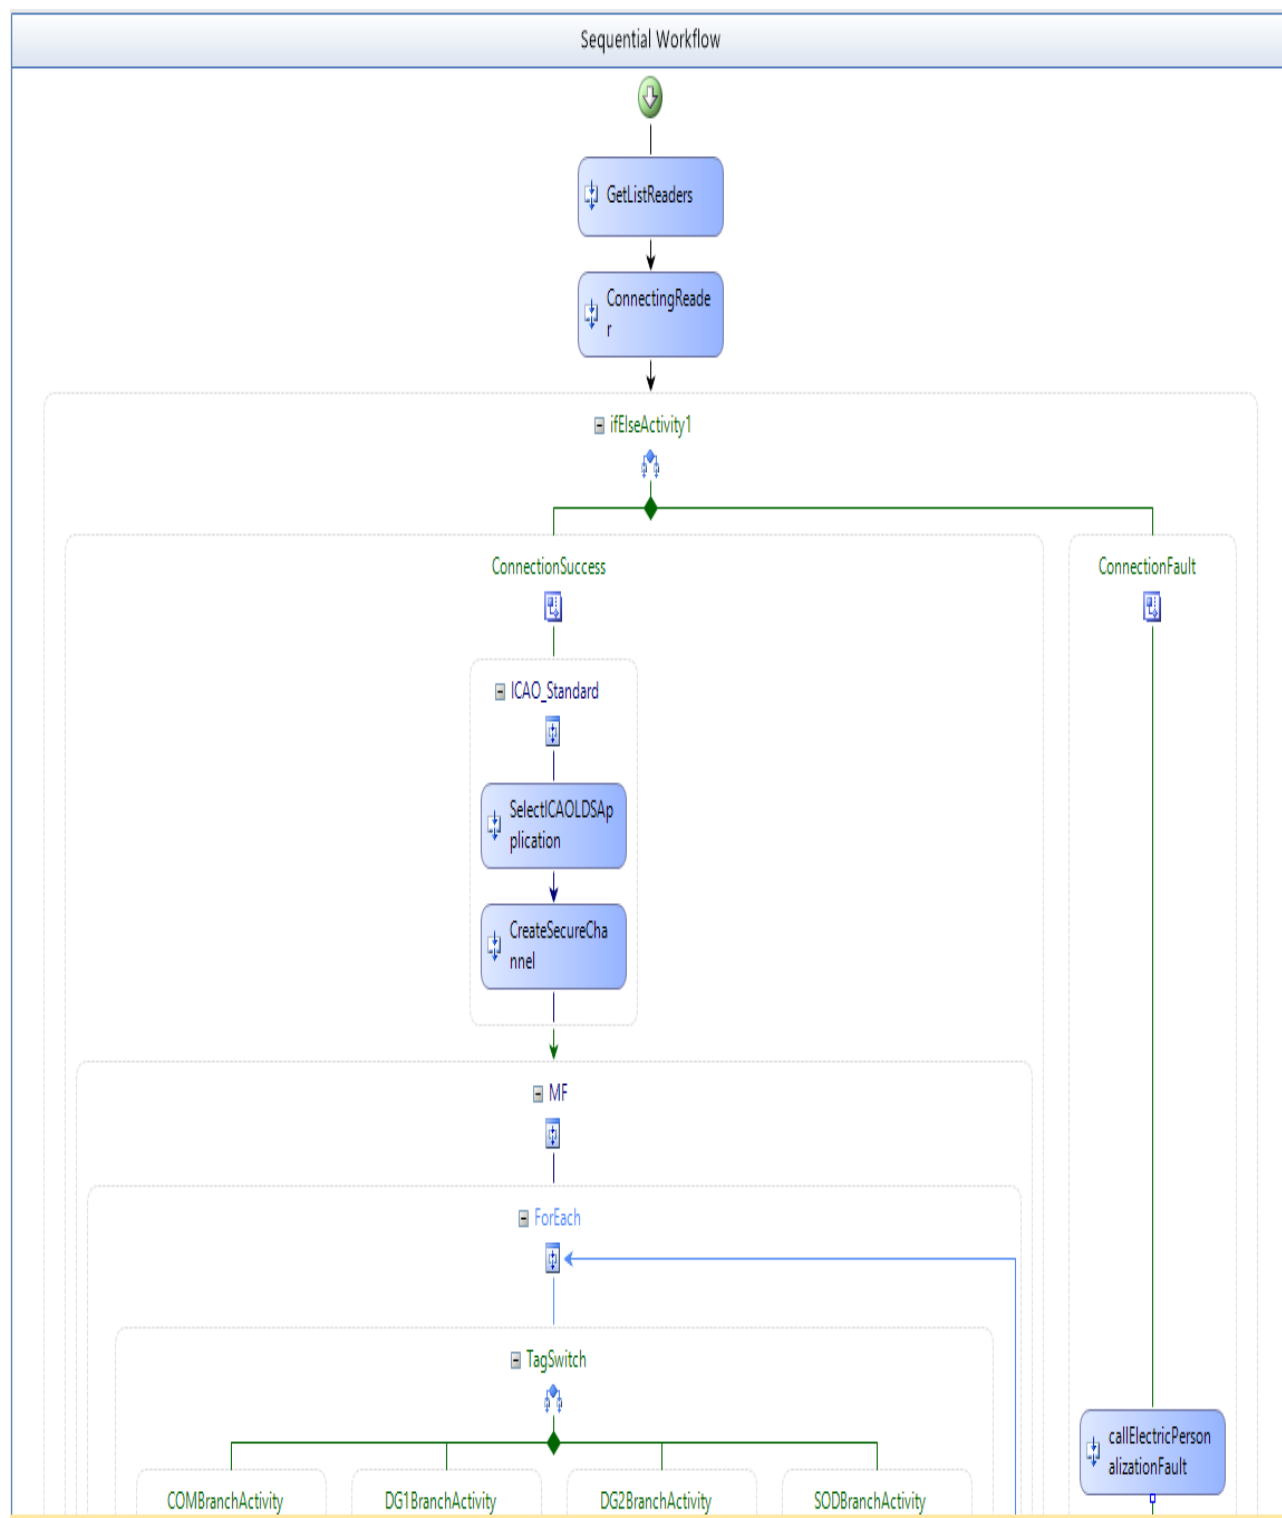 Sequential Workflow
GetListReaders
ConnectingReade
r
ifElseActivity1
ConnectionSuccess
ConnectionFault
ICAO_Standard
SelectICAOLDSAp
plication
CreateSecureCha
nnel
MF
ForEach
TagSwitch
callElectricPerson
alizationFault
COMBranchActivity
DG1BranchActivity
DG2BranchActivity
SODBranchActivity